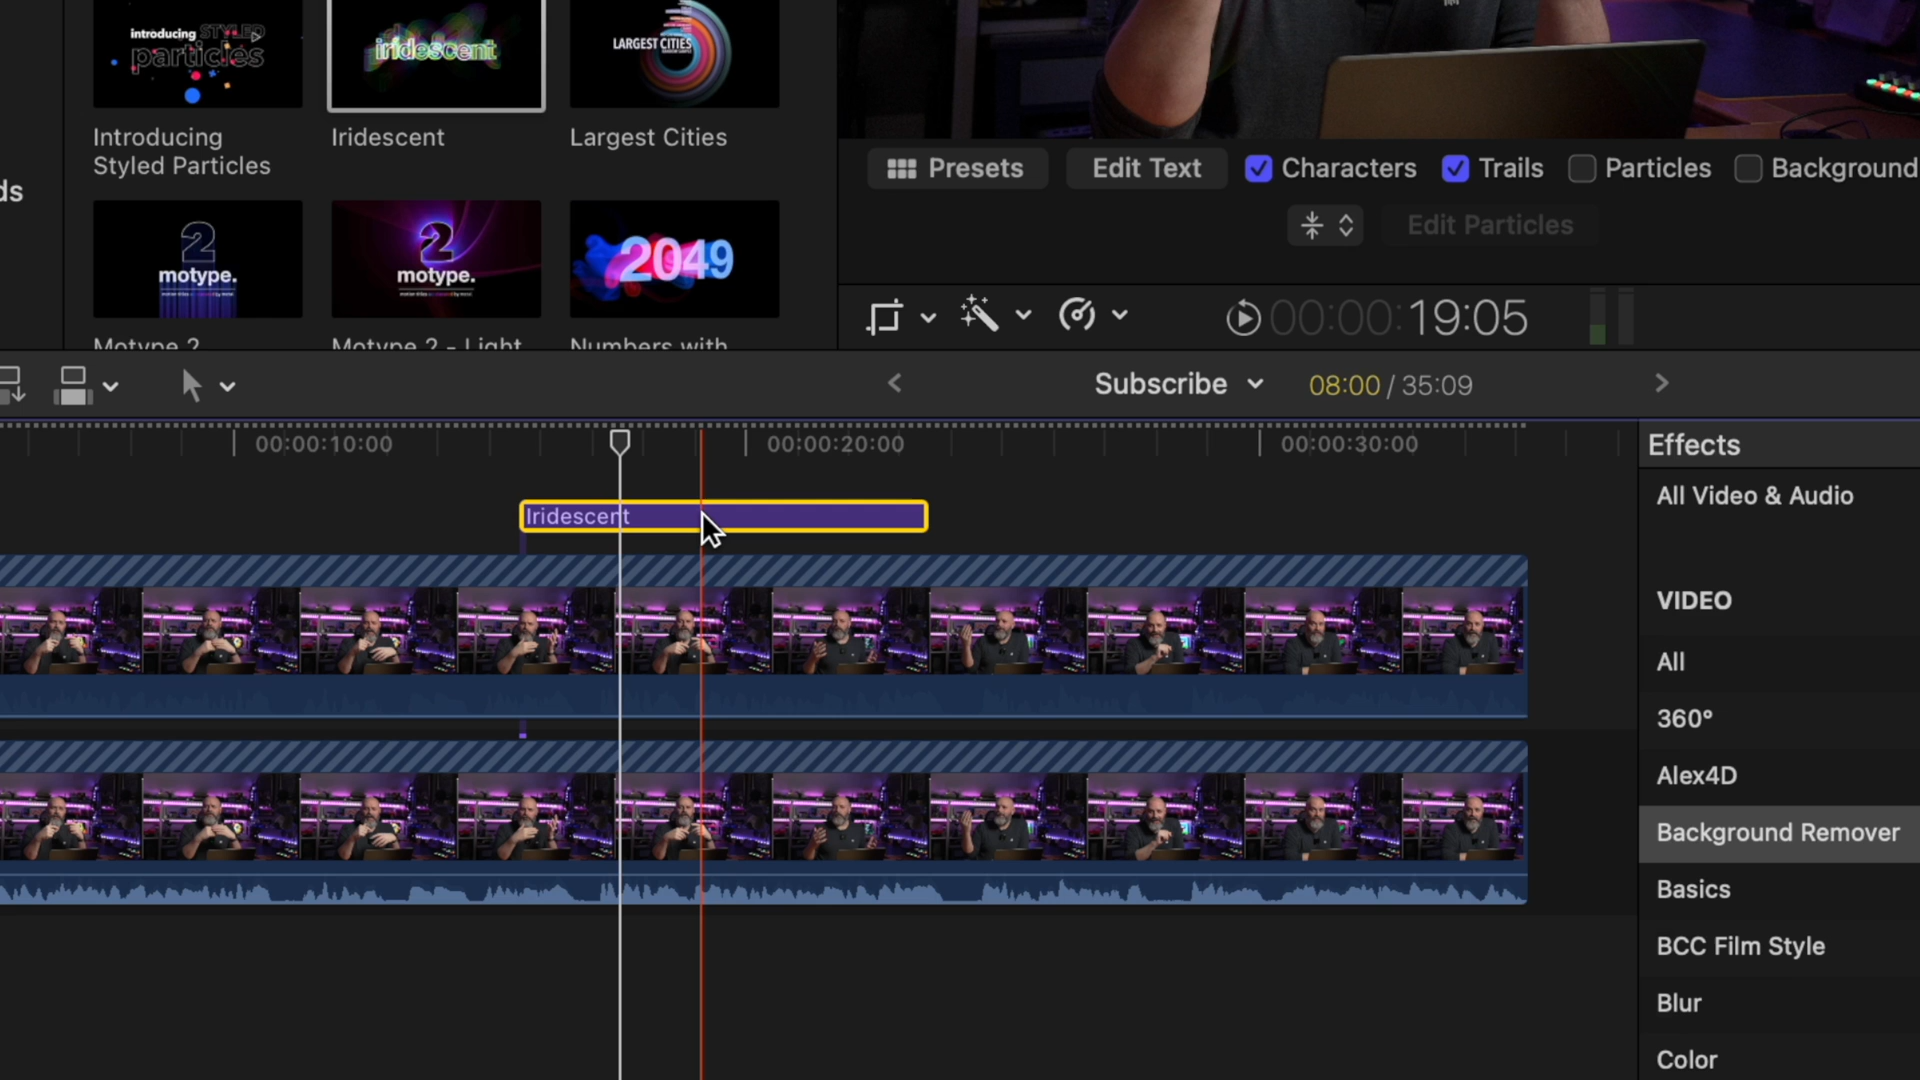 introducing STYLED
particles
iridescent
LARGEST CITIES
Introducing
Styled Particles
Iridescent
Largest Cities
ds
2
motype.
2
motype.
2049
Motype 2
Motype 2 - Light
Numbers with
Presets
Edit Text
Characters
Trails
Particles
Background
Edit Particles
00:00:19:05
Subscribe
08:00 / 35:09
00:00:10:00
00:00:20:00
00:00:30:00
Iridescent
Effects
All Video & Audio
VIDEO
All
360°
Alex4D
Background Remover
Basics
BCC Film Style
Blur
Color